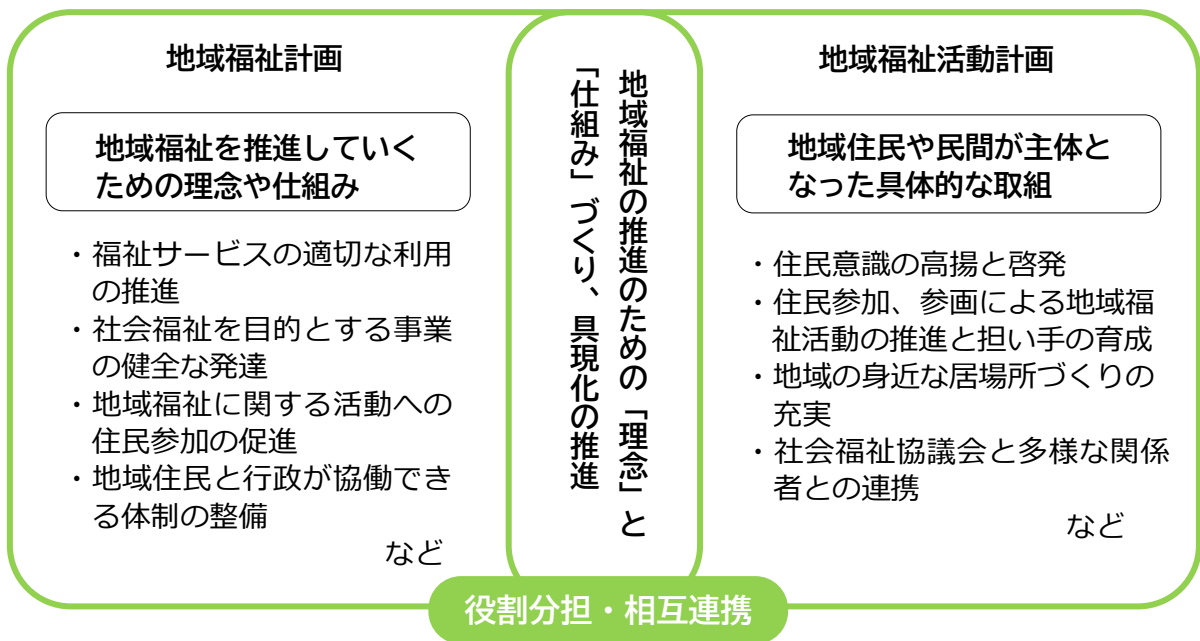 地域福祉計画
地域福祉を推進していく
ための理念や仕組み
・福祉サービスの適切な利用
の推進
・社会福祉を目的とする事業
の健全な発達
・地域福祉に関する活動への
住民参加の促進
・地域住民と行政が協働でき
る体制の整備
など
地域福祉の推進のための「理念」と
「仕組み」づくり、具現化の推進
地域福祉活動計画
地域住民や民間が主体と
なった具体的な取組
・住民意識の高揚と啓発
・住民参加、参画による地域福
祉活動の推進と担い手の育成
・地域の身近な居場所づくりの
充実
・社会福祉協議会と多様な関係
者との連携
など
役割分担・相互連携